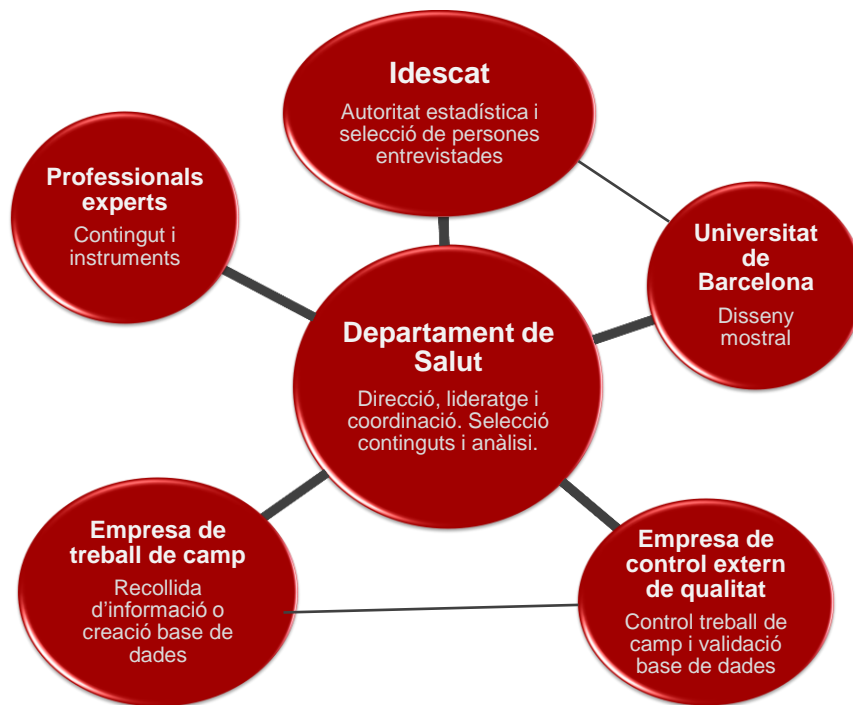 Idescat
Autoritat estadística i
selecció de persones
entrevistades
Professionals
experts
Contingut i
instruments
Universitat
de
Barcelona
Disseny
mostral
Departament de
Salut
Direcció, lideratge i
coordinació. Selecció
continguts i anàlisi.
Empresa de
treball de camp
Recollida
d’informació o
creació base de
dades
Empresa de
control extern
de qualitat
Control treball de
camp i validació
base de dades